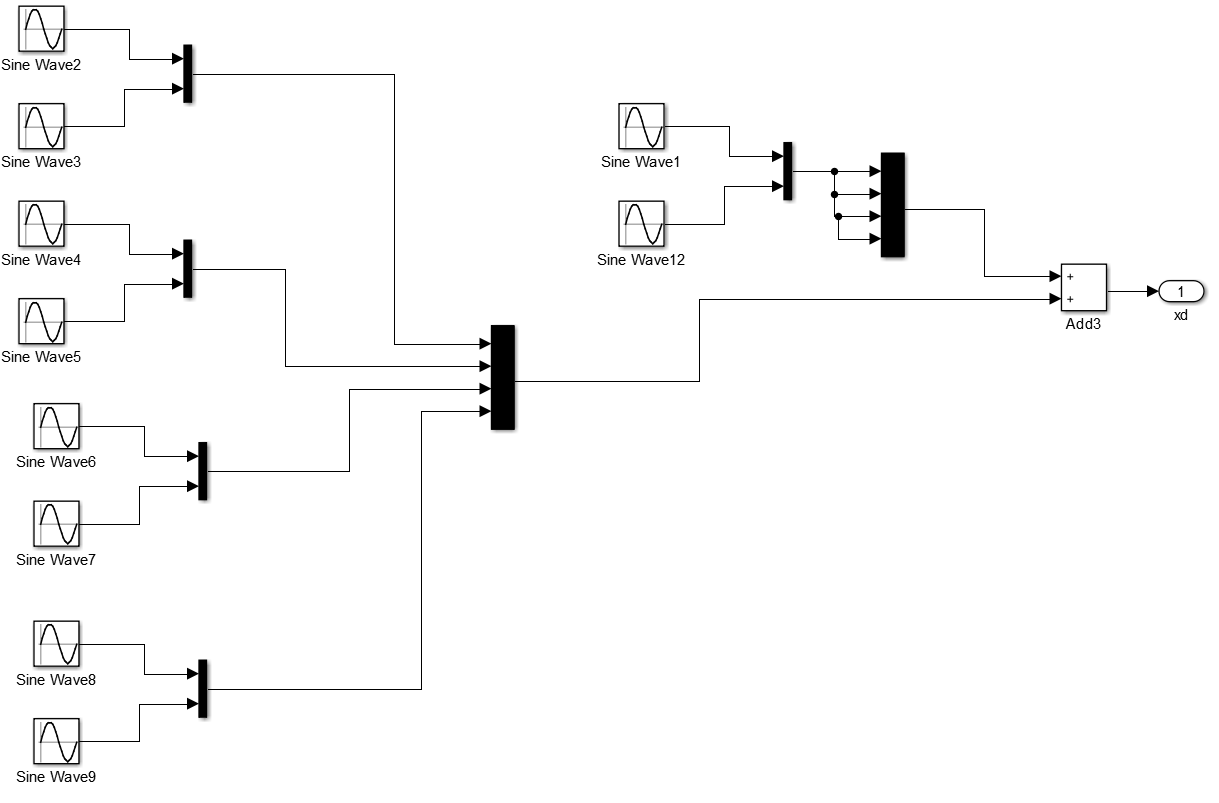 Sine Wave2
Sine Wave3
Sine Wave4
Sine Wave5
Sine Wave6
Sine Wave7
Sine Wave8
Sine Wave9
Sine Wave1
Sine Wave12
+
+
Add3
1
xd